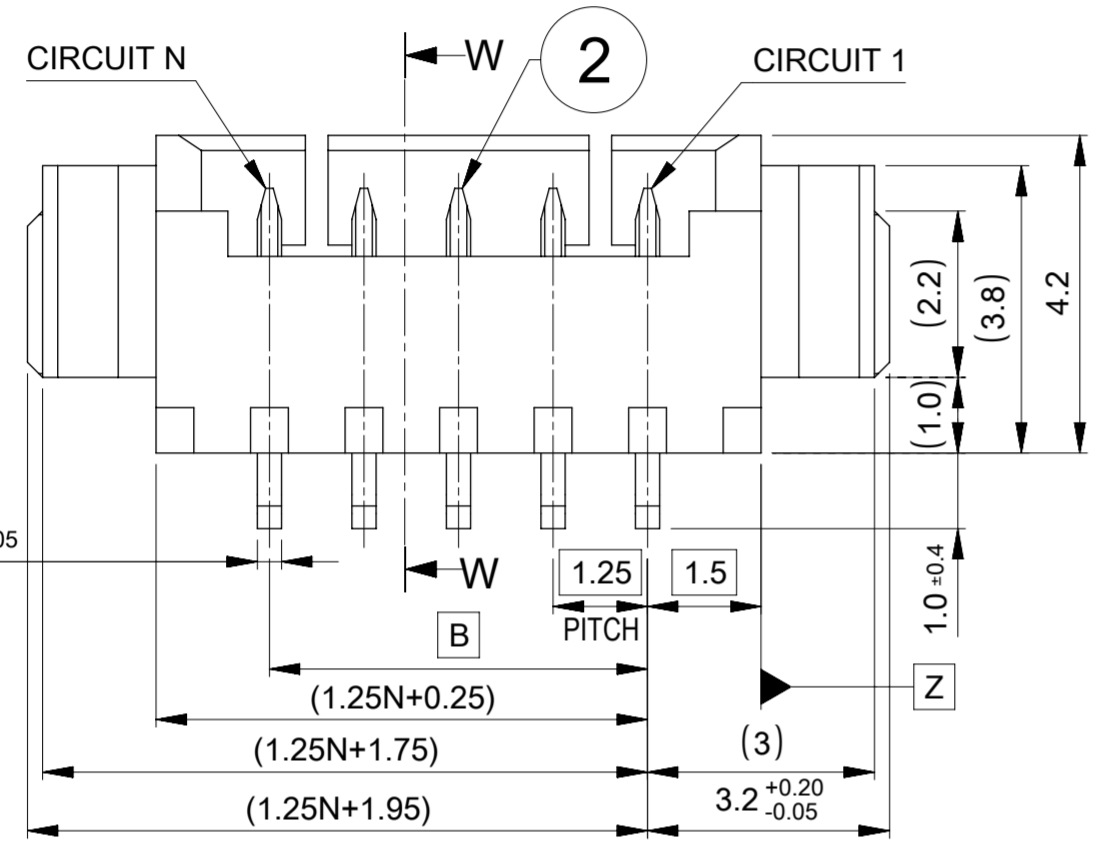 CIRCUIT N
W
2
CIRCUIT 1
(2.2)
(3.8)
4.2
(1.0)
05
W
1.25
1.5
1.0 ±0.4
PITCH
B
Z
(1.25N+0.25)
(1.25N+1.75)
(3)
(1.25N+1.95)
3.2 +0.20 -0.05